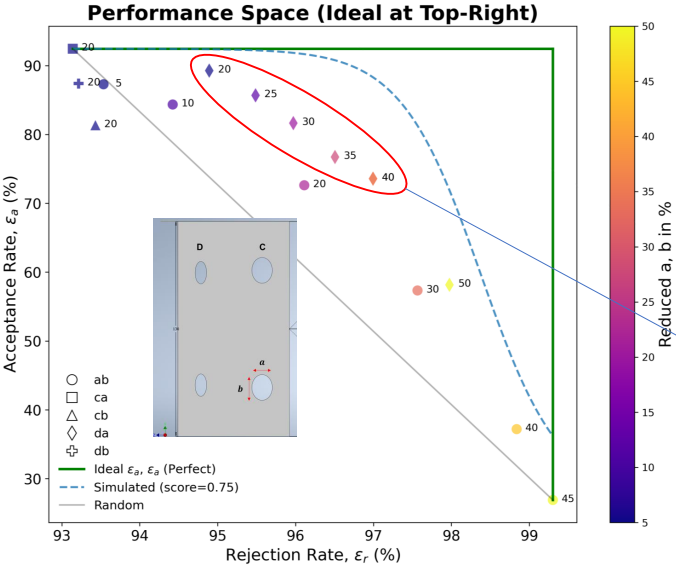 Performance Space (Ideal at Top-Right)
Acceptance Rate, εa (%)
90
80
70
60
50
40
30
20
20
5
20
10
20
25
30
35
40
20
30
50
40
45
D
C
a
b
ab
ca
cb
da
db
Ideal εa, εa (Perfect)
Simulated (score=0.75)
Random
93
94
95
96
97
98
99
Rejection Rate, εr (%)
50
45
40
35
30
25
20
15
10
5
Reduced a, b in %